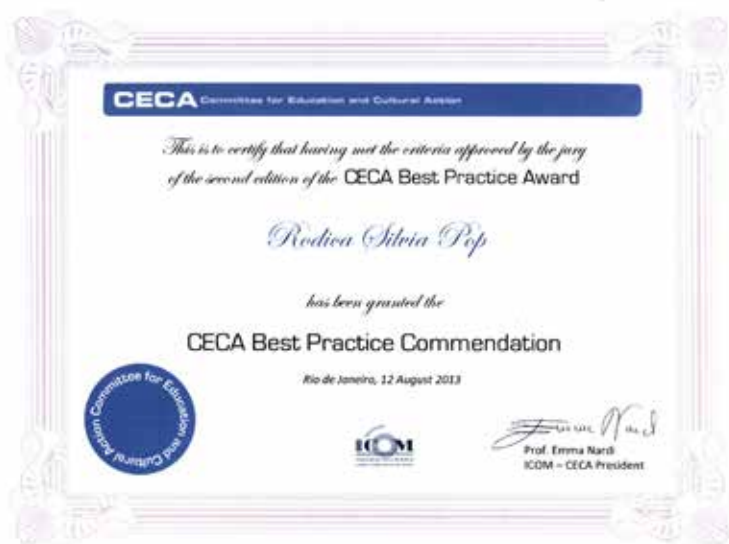 CECA Committee for Education and Cultural Action
This is to certify that having met the criteria approved by the jury
of the second edition of the CECA Best Practice Award
Rodica Silvia Pop
has been granted the
CECA Best Practice Commendation
Rio de Janeiro, 12 August 2013
Committee for Education and Cultural Action
ICOM
Emma Nardi
Prof. Emma Nardi
ICOM – CECA President